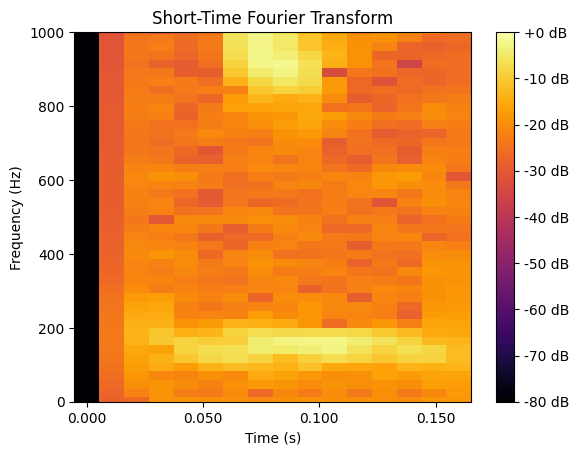 Short-Time Fourier Transform
1000
800
600
400
200
0
Frequency (Hz)
0.000
0.050
0.100
0.150
Time (s)
+0 dB
-10 dB
-20 dB
-30 dB
-40 dB
-50 dB
-60 dB
-70 dB
-80 dB